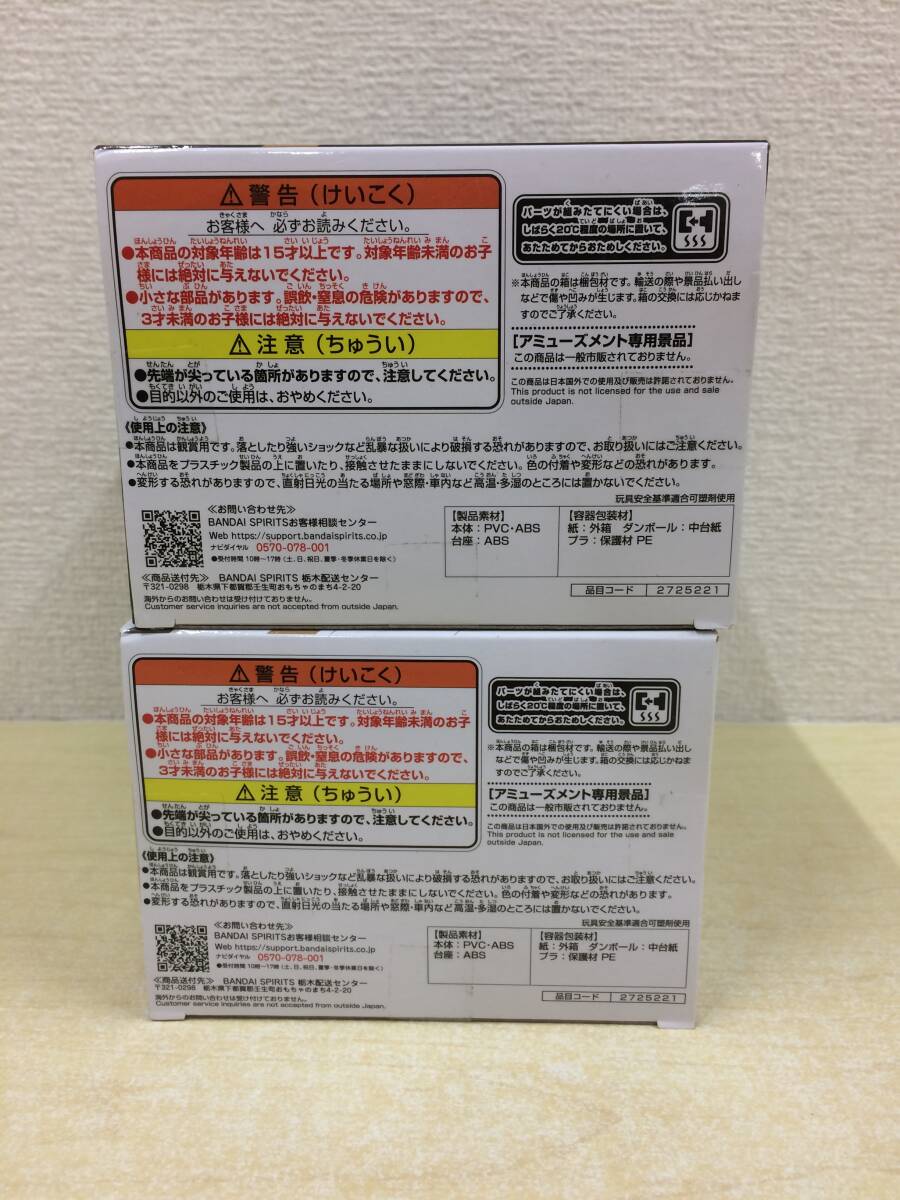 ⚠警告(けいこく)
お客様へ 必ずお読みください。
●本商品の対象年齢は15才以上です。対象年齢未満のお子
様には絶対に与えないでください。
●小さな部品があります。誤飲・窒息の危険がありますので、
3才未満のお子様には絶対に与えないでください。
⚠注意(ちゅうい)
●先端が尖っている箇所がありますので、注意してください。
●目的以外のご使用は、おやめください。
パーツが組みたてにくい場合は、
しばらく20℃程度の場所に置いて、
あたためてからおためしください。
※本商品の箱は梱包材です。輸送の際や景品払い出し
などで傷や凹みが生じます。箱の交換には応じかねま
すのでご了承ください。
[アミューズメント専用景品]
この商品は一般市販されておりません。
この商品は日本国外での使用及び販売は許諾されておりません。
This product is not licensed for the use and sale
outside Japan.
《使用上の注意》
●本商品は観賞用です。落としたり強いショックなど乱暴な扱いにより破損する恐れがありますので、お取り扱いにはご注意ください。
●本商品をプラスチック製品の上に置いたり、接触させたままにしないでください。色の付着や変形などの恐れがあります。
●変形する恐れがありますので、直射日光の当たる場所や窓際・車内など高温・多湿のところには置かないでください。
玩具安全基準適合可塑剤使用
≪お問い合わせ先≫
BANDAI SPIRITSお客様相談センター
Web https://support.bandaispirits.co.jp
ナビダイヤル 0570-078-001
●受付時間 10時〜17時(土、日、祝日、夏季・冬季休業日を除く)
【製品素材】
本体:PVC・ABS
台座:ABS
【容器包装材】
紙:外箱 ダンボール:中台紙
プラ:保護材 PE
≪商品送付先≫ BANDAI SPIRITS 栃木配送センター
〒321-0298 栃木県下都賀郡壬生町おもちゃのまち4-2-20
海外からのお問い合わせは受け付けておりません。
Customer service inquiries are not accepted from outside Japan.
品目コード 2725221
⚠警告(けいこく)
お客様へ 必ずお読みください。
●本商品の対象年齢は15才以上です。対象年齢未満のお子
様には絶対に与えないでください。
●小さな部品があります。誤飲・窒息の危険がありますので、
3才未満のお子様には絶対に与えないでください。
⚠注意(ちゅうい)
●先端が尖っている箇所がありますので、注意してください。
●目的以外のご使用は、おやめください。
パーツが組みたてにくい場合は、
しばらく20℃程度の場所に置いて、
あたためてからおためしください。
※本商品の箱は梱包材です。輸送の際や景品払い出し
などで傷や凹みが生じます。箱の交換には応じかねま
すのでご了承ください。
[アミューズメント専用景品]
この商品は一般市販されておりません。
この商品は日本国外での使用及び販売は許諾されておりません。
This product is not licensed for the use and sale
outside Japan.
《使用上の注意》
●本商品は観賞用です。落としたり強いショックなど乱暴な扱いにより破損する恐れがありますので、お取り扱いにはご注意ください。
●本商品をプラスチック製品の上に置いたり、接触させたままにしないでください。色の付着や変形などの恐れがあります。
●変形する恐れがありますので、直射日光の当たる場所や窓際・車内など高温・多湿のところには置かないでください。
玩具安全基準適合可塑剤使用
≪お問い合わせ先≫
BANDAI SPIRITSお客様相談センター
Web https://support.bandaispirits.co.jp
ナビダイヤル 0570-078-001
●受付時間 10時〜17時(土、日、祝日、夏季・冬季休業日を除く)
【製品素材】
本体:PVC・ABS
台座:ABS
【容器包装材】
紙:外箱 ダンボール:中台紙
プラ:保護材 PE
≪商品送付先≫ BANDAI SPIRITS 栃木配送センター
〒321-0298 栃木県下都賀郡壬生町おもちゃのまち4-2-20
海外からのお問い合わせは受け付けておりません。
Customer service inquiries are not accepted from outside Japan.
品目コード 2725221